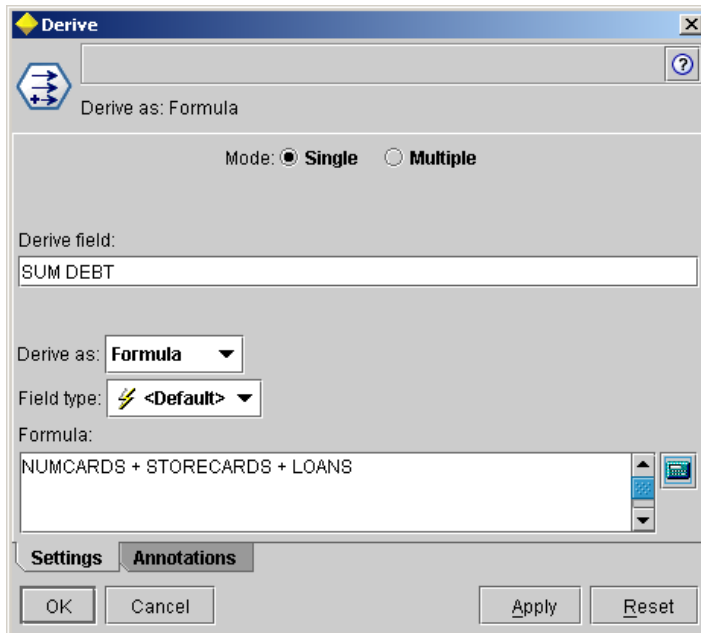 Derive
Derive as: Formula
Mode: Single Multiple
Derive field:
SUM DEBT
Derive as: Formula
Field type: <Default>
Formula:
NUMCARDS + STORECARDS + LOANS
Settings Annotations
OK Cancel Apply Reset